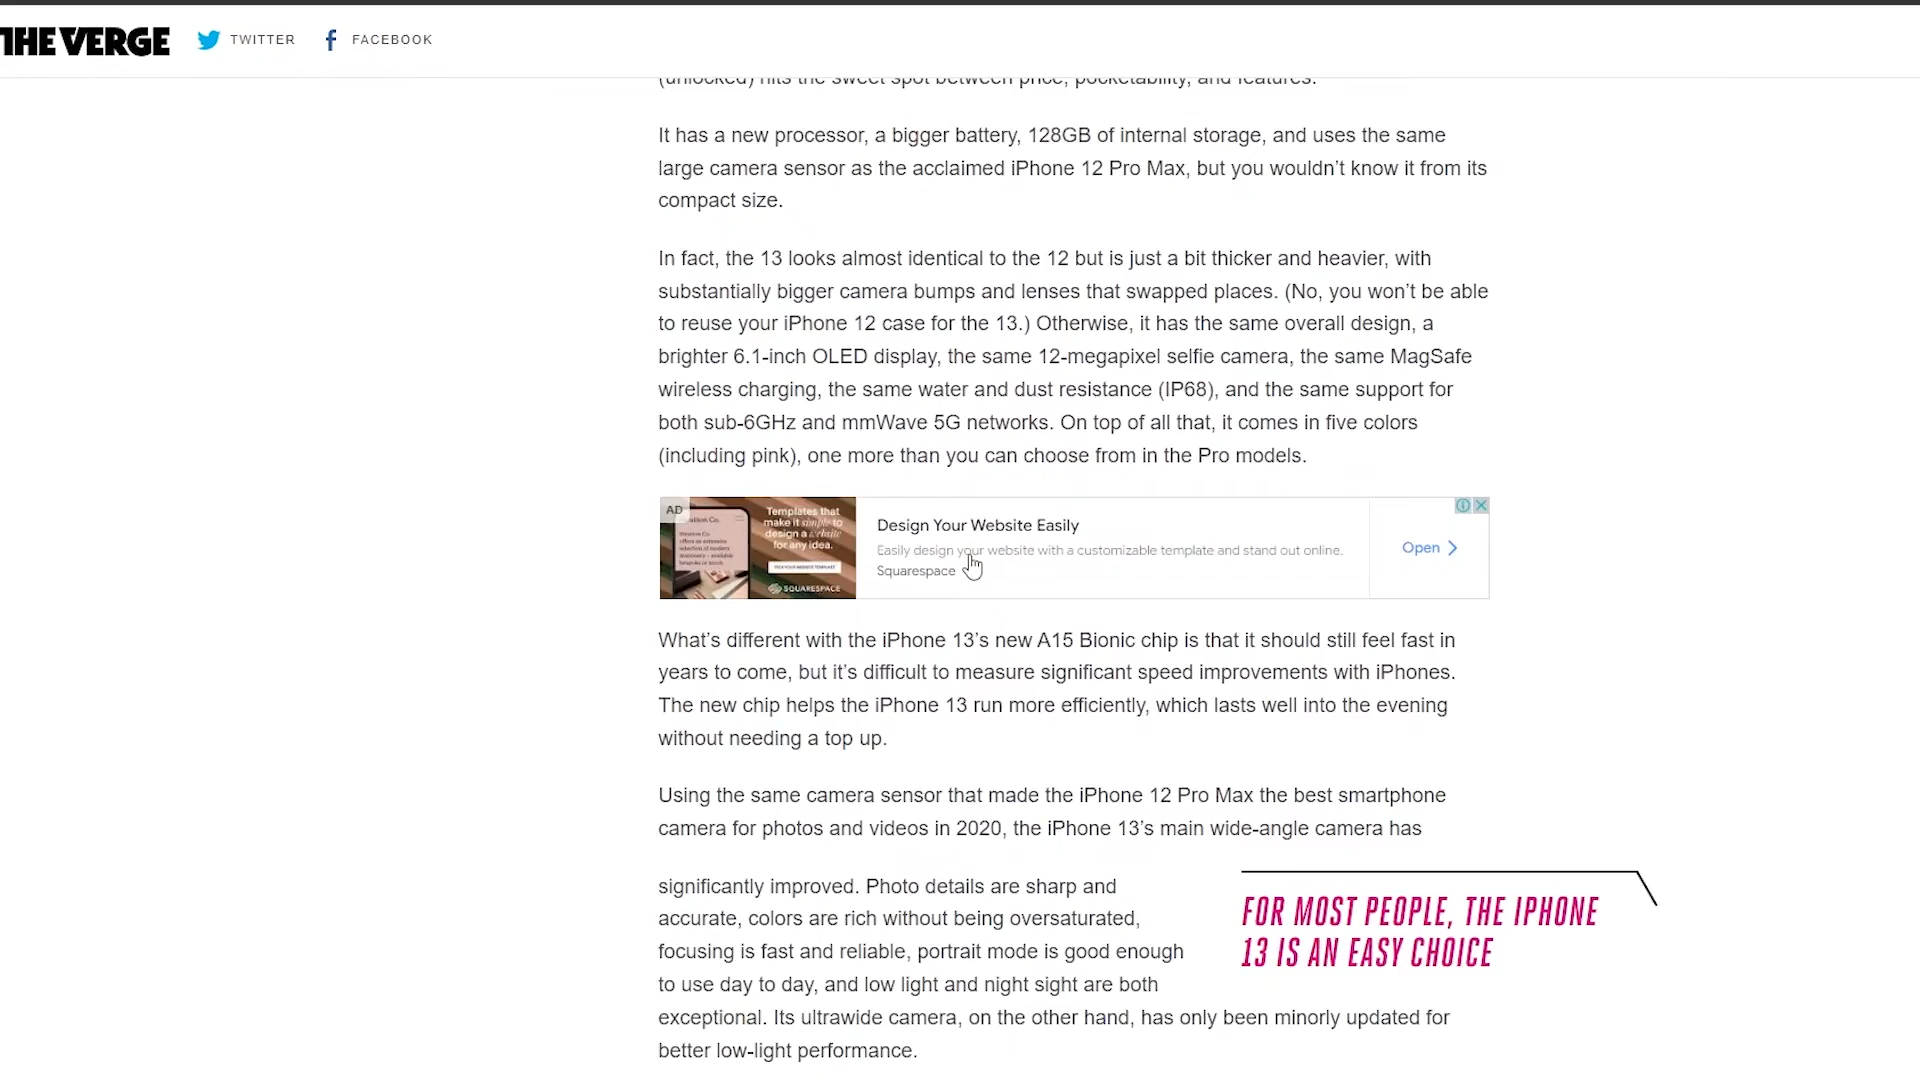 THE VERGE
TWITTER
FACEBOOK
(unlocked) hits the sweet spot between price, pocketability, and features.
It has a new processor, a bigger battery, 128GB of internal storage, and uses the same
large camera sensor as the acclaimed iPhone 12 Pro Max, but you wouldn’t know it from its
compact size.
In fact, the 13 looks almost identical to the 12 but is just a bit thicker and heavier, with
substantially bigger camera bumps and lenses that swapped places. (No, you won’t be able
to reuse your iPhone 12 case for the 13.) Otherwise, it has the same overall design, a
brighter 6.1-inch OLED display, the same 12-megapixel selfie camera, the same MagSafe
wireless charging, the same water and dust resistance (IP68), and the same support for
both sub-6GHz and mmWave 5G networks. On top of all that, it comes in five colors
(including pink), one more than you can choose from in the Pro models.
AD
Templates that
make it simple to
design a website
for any idea.
PICK YOUR WEBSITE TEMPLATE
SQUARESPACE
Design Your Website Easily
Easily design your website with a customizable template and stand out online.
Squarespace
Open
What’s different with the iPhone 13’s new A15 Bionic chip is that it should still feel fast in
years to come, but it’s difficult to measure significant speed improvements with iPhones.
The new chip helps the iPhone 13 run more efficiently, which lasts well into the evening
without needing a top up.
Using the same camera sensor that made the iPhone 12 Pro Max the best smartphone
camera for photos and videos in 2020, the iPhone 13’s main wide-angle camera has
significantly improved. Photo details are sharp and
accurate, colors are rich without being oversaturated,
focusing is fast and reliable, portrait mode is good enough
to use day to day, and low light and night sight are both
exceptional. Its ultrawide camera, on the other hand, has only been minorly updated for
better low-light performance.
FOR MOST PEOPLE, THE IPHONE
13 IS AN EASY CHOICE